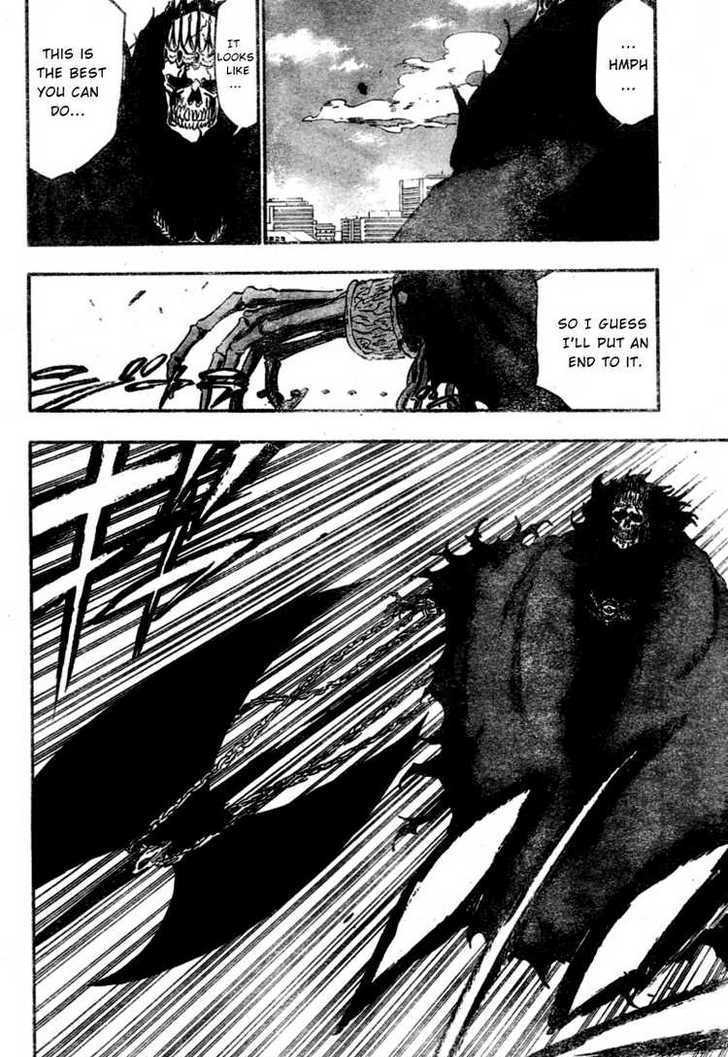 ...
HMPH
...
IT
LOOKS
LIKE
...
THIS IS
THE BEST
YOU CAN
DO...
SO I GUESS
I'LL PUT AN
END TO IT.